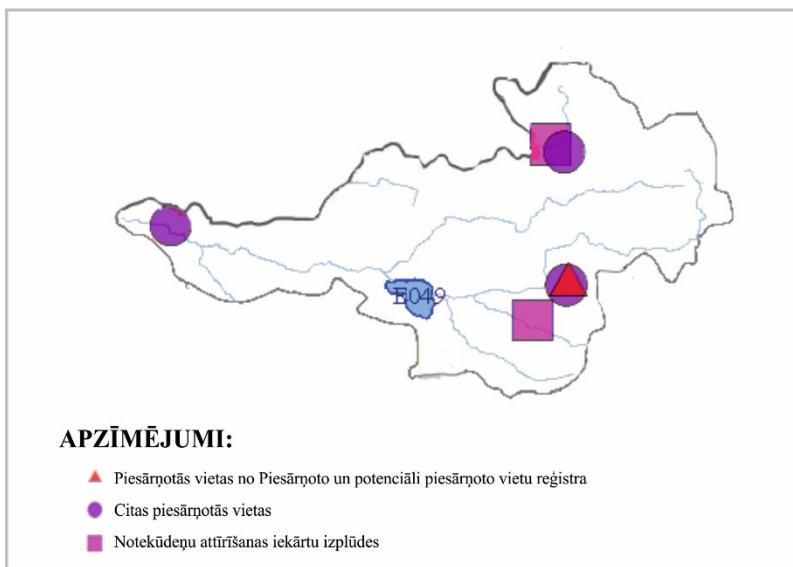 E049
APZĪMĒJUMI:
Piesārņotās vietas no Piesārņoto un potenciāli piesārņoto vietu reģistra
Citas piesārņotās vietas
Notekūdeņu attīrīšanas iekārtu izplūdes